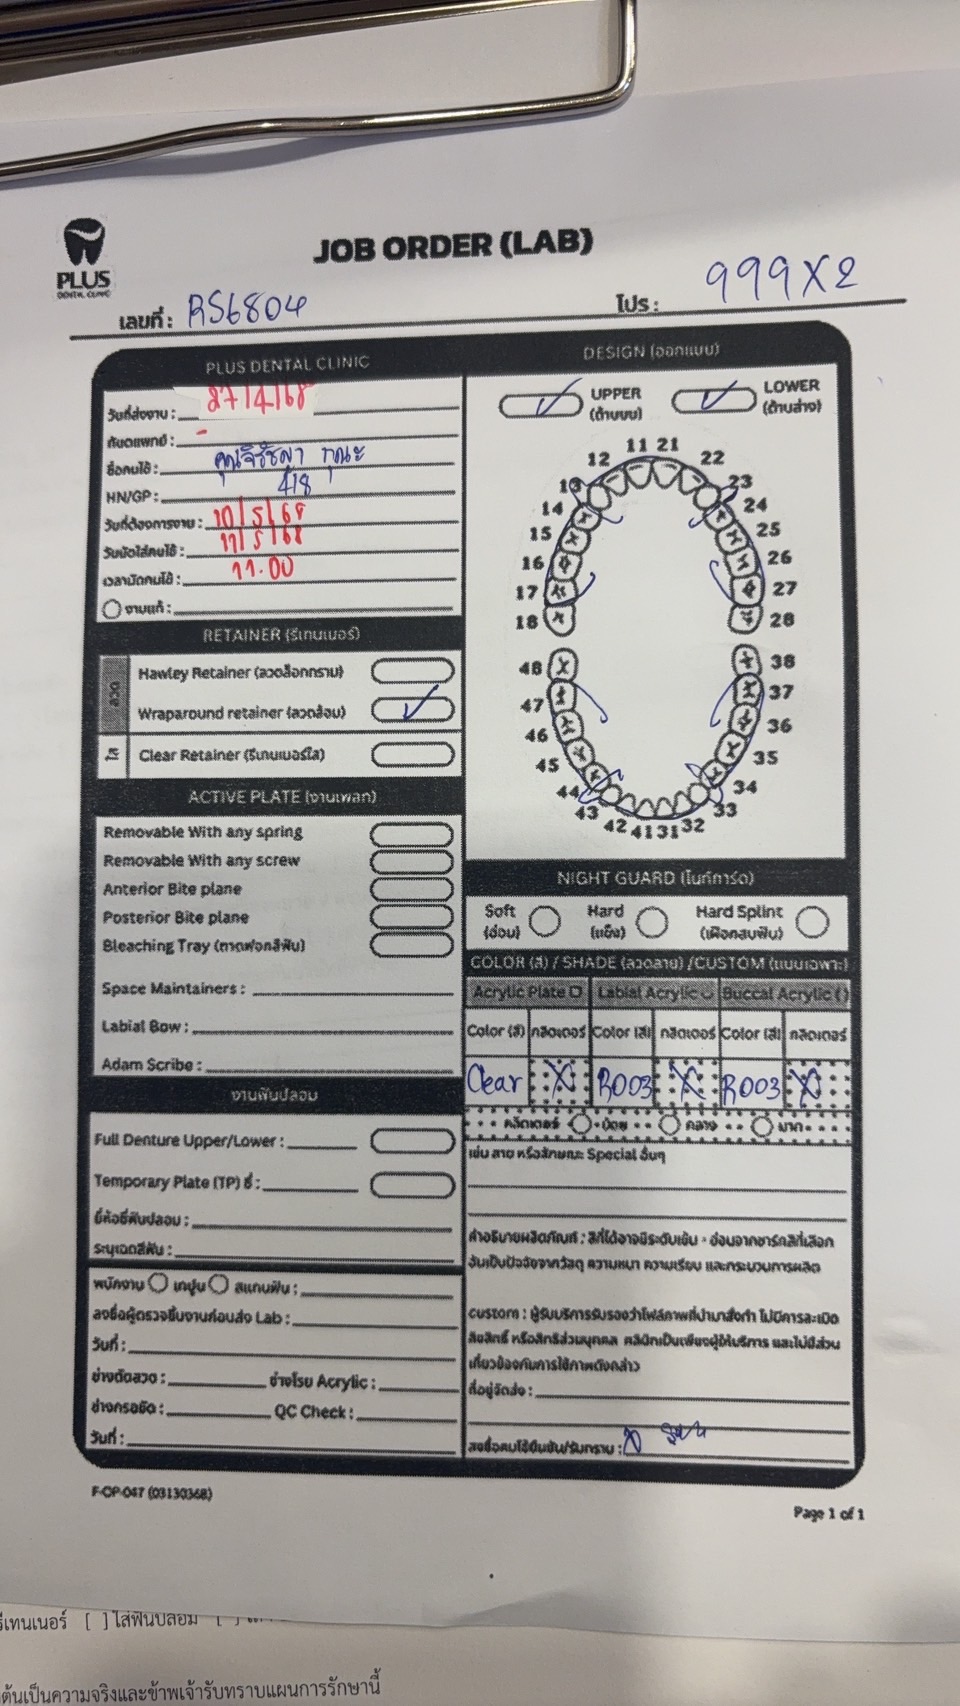 PLUS
DENTAL CLINIC
JOB ORDER (LAB)
เลขที่ : RS6804
โปร : 999X2
PLUS DENTAL CLINIC
วันที่ส่งงาน : 27/4/68
ทันตแพทย์ : -
ชื่อคนไข้ :
HN/GP : 418
วันที่ต้องการงาน : 10/5/68
วันนัดใส่คนไข้ : 11/5/68
เวลานัดคนไข้ : 11.00
งานแก้ :
RETAINER (รีเทนเนอร์)
ลวด
Hawley Retainer (ลวดล็อกกราม)
Wraparound retainer (ลวดล้อม)
ใส
Clear Retainer (รีเทนเนอร์ใส)
ACTIVE PLATE (งานเพลท)
Removable With any spring
Removable With any screw
Anterior Bite plane
Posterior Bite plane
Bleaching Tray (ถาดฟอกสีฟัน)
Space Maintainers :
Labial Bow :
Adam Scribe :
งานฟันปลอม
Full Denture Upper/Lower :
Temporary Plate (TP) ซี่ :
ยี่ห้อซี่ฟันปลอม :
ระบุเฉดสีฟัน :
พนักงาน เทปูน สแกนฟัน :
ลงชื่อผู้ตรวจชิ้นงานก่อนส่ง Lab :
วันที่ :
ช่างดัดลวด : ช่างโรย Acrylic :
ช่างกรอขัด : QC Check :
วันที่ :
DESIGN (ออกแบบ)
UPPER (ด้านบน)
LOWER (ด้านล่าง)
11 21
12 22
13 23
14 24
15 25
16 26
17 27
18 28
48 38
47 37
46 36
45 35
44 34
43 33
42 41 31 32
NIGHT GUARD (ไนท์การ์ด)
Soft (อ่อน)
Hard (แข็ง)
Hard Splint (เฝือกสบฟัน)
COLOR (สี) / SHADE (ลวดลาย) /CUSTOM (แบบเฉพาะ)
Acrylic Plate Labial Acrylic Buccal Acrylic
Color (สี) กลิตเตอร์ Color (สี) กลิตเตอร์ Color (สี) กลิตเตอร์
Clear X R003 X R003 X
กลิตเตอร์ น้อย กลาง มาก
เช่น ลาย หรือลักษณะ Special อื่นๆ
คำอธิบายผลิตภัณฑ์ : สีที่ได้อาจมีระดับเข้ม - อ่อนจากชาร์ตสีที่เลือก
อันเป็นปัจจัยจากวัสดุ ความหนา ความเรียบ และกระบวนการผลิต
custom : ผู้รับบริการรับรองว่าไฟล์ภาพที่นำมาสั่งทำ ไม่มีการละเมิด
ลิขสิทธิ์ หรือสิทธิส่วนบุคคล คลินิกเป็นเพียงผู้ให้บริการ และไม่มีส่วน
เกี่ยวข้องกับการใช้ภาพดังกล่าว
ที่อยู่จัดส่ง :
ลงชื่อคนไข้ยืนยัน/รับทราบ : X
F-OP-047 (03130368)
Page 1 of 1
รีเทนเนอร์ [ ] ใส่ฟันปลอม [ ]
ต้นเป็นความจริงและข้าพเจ้ารับทราบแผนการรักษานี้